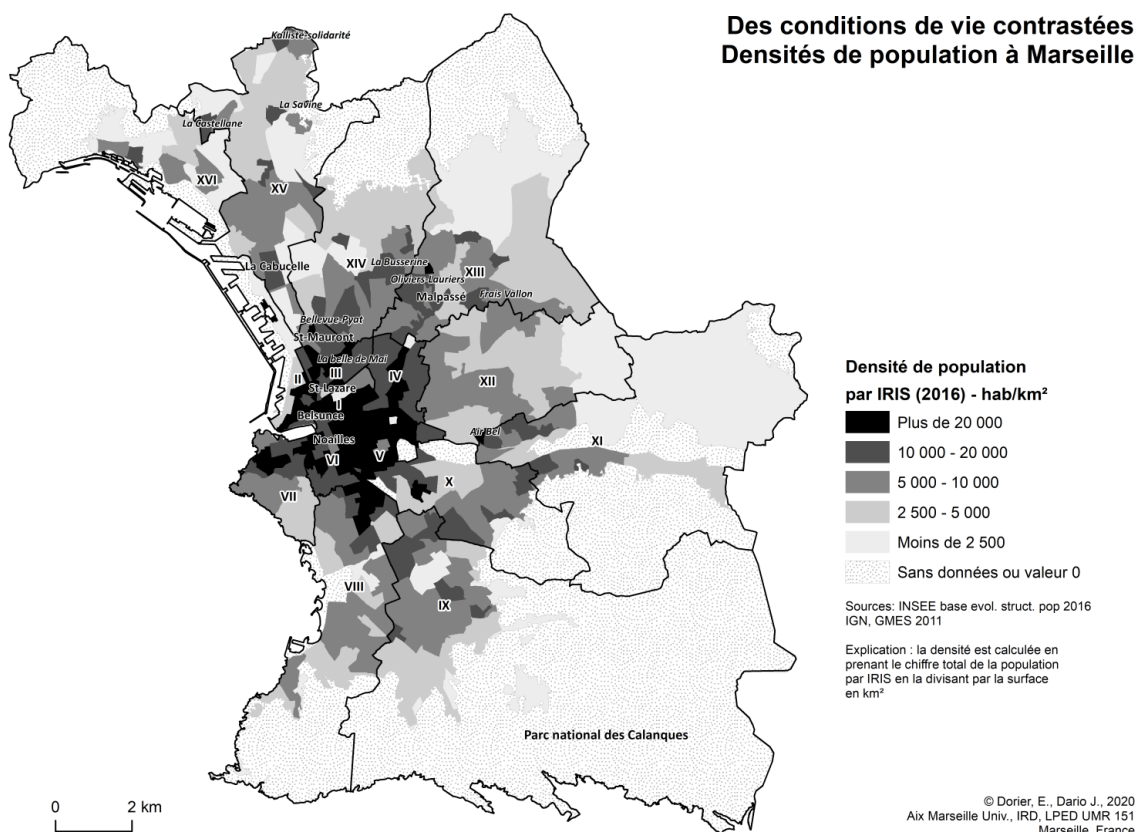 Des conditions de vie contrastées
Densités de population à Marseille
Kalliste-solidarité
La Savine
La Castellane
XVI
XV
La Cabucelle
XIV
La Busserine
XIII
Oliviers-Lauriers
Malpassé
Frais Vallon
Bellevue-Pyat
St-Mauront
La belle de Mai
II
III
IV
XII
St-Lazare
I
Belsunce
Noailles
Air Bel
XI
VI
V
VII
X
VIII
IX
Parc national des Calanques
Densité de population
par IRIS (2016) - hab/km²
Plus de 20 000
10 000 - 20 000
5 000 - 10 000
2 500 - 5 000
Moins de 2 500
Sans données ou valeur 0
Sources: INSEE base evol. struct. pop 2016
IGN, GMES 2011
Explication : la densité est calculée en
prenant le chiffre total de la population
par IRIS en la divisant par la surface
en km²
0 2 km
© Dorier, E., Dario J., 2020
Aix Marseille Univ., IRD, LPED UMR 151
Marseille, France